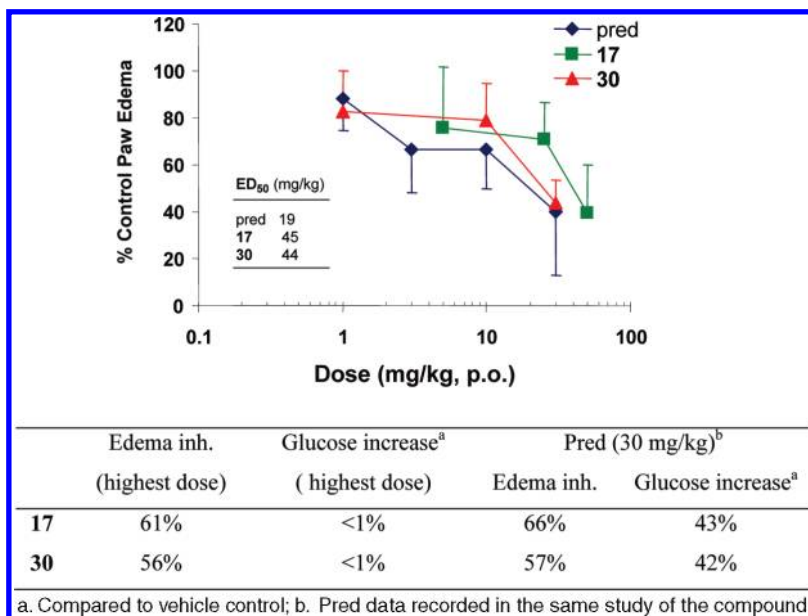 120
100
80
60
40
20
0
% Control Paw Edema
pred
17
30
ED50 (mg/kg)
pred 19
17 45
30 44
0.1 1 10 100
Dose (mg/kg, p.o.)
Edema inh. Glucose increasea Pred (30 mg/kg)b
(highest dose) ( highest dose) Edema inh. Glucose increasea
17 61% <1% 66% 43%
30 56% <1% 57% 42%
a. Compared to vehicle control; b. Pred data recorded in the same study of the compound